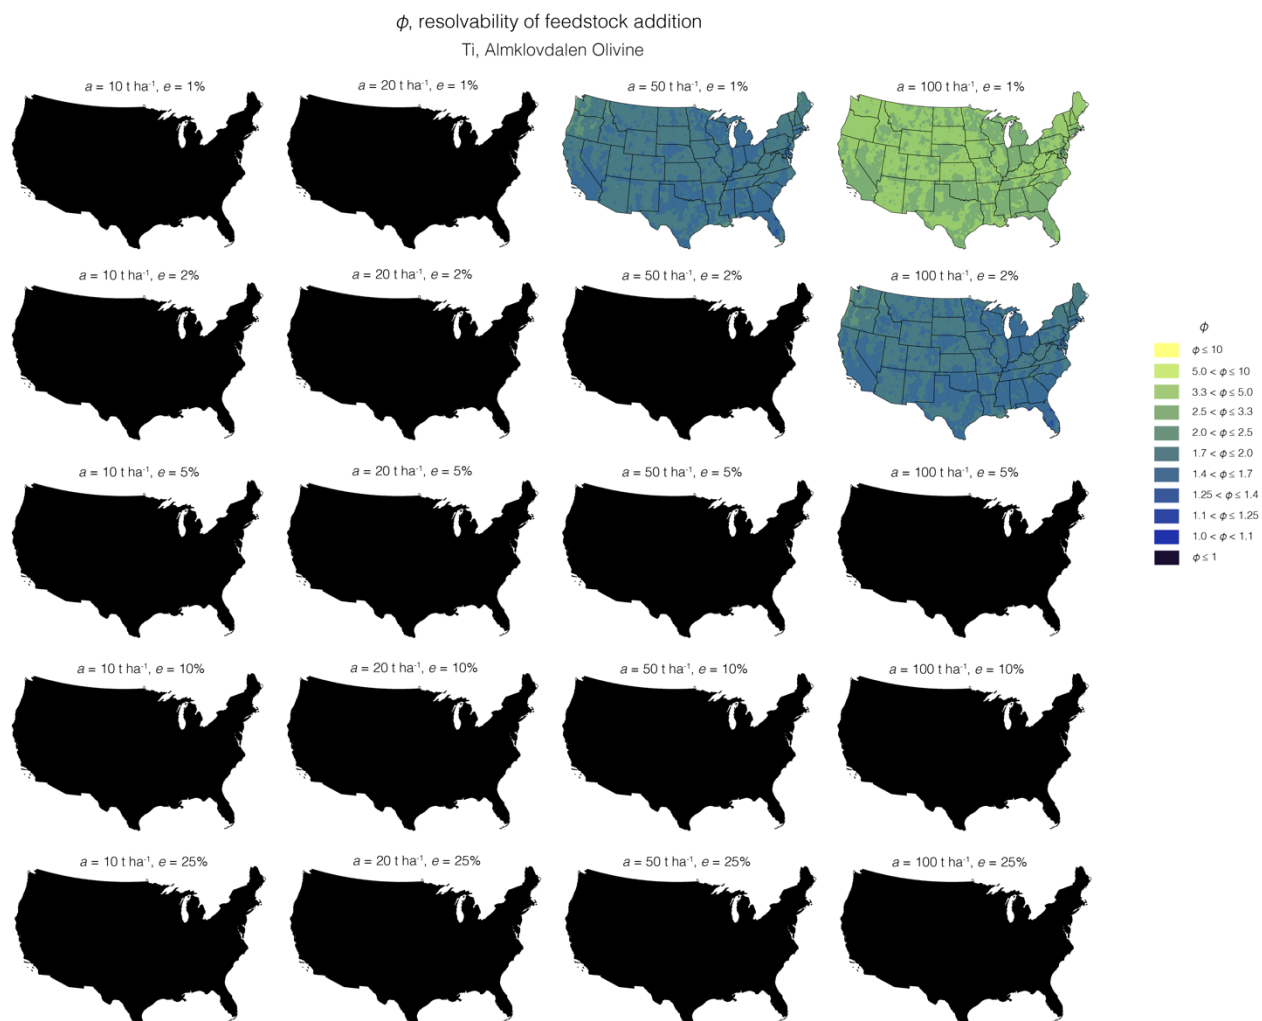 ϕ, resolvability of feedstock addition
Ti, Almklovdalen Olivine
a = 10 t ha⁻¹, e = 1%
a = 20 t ha⁻¹, e = 1%
a = 50 t ha⁻¹, e = 1%
a = 100 t ha⁻¹, e = 1%
a = 10 t ha⁻¹, e = 2%
a = 20 t ha⁻¹, e = 2%
a = 50 t ha⁻¹, e = 2%
a = 100 t ha⁻¹, e = 2%
ϕ
ϕ ≤ 10
5.0 < ϕ ≤ 10
3.3 < ϕ ≤ 5.0
2.5 < ϕ ≤ 3.3
2.0 < ϕ ≤ 2.5
1.7 < ϕ ≤ 2.0
1.4 < ϕ ≤ 1.7
1.25 < ϕ ≤ 1.4
1.1 < ϕ ≤ 1.25
1.0 < ϕ < 1.1
ϕ ≤ 1
a = 10 t ha⁻¹, e = 5%
a = 20 t ha⁻¹, e = 5%
a = 50 t ha⁻¹, e = 5%
a = 100 t ha⁻¹, e = 5%
a = 10 t ha⁻¹, e = 10%
a = 20 t ha⁻¹, e = 10%
a = 50 t ha⁻¹, e = 10%
a = 100 t ha⁻¹, e = 10%
a = 10 t ha⁻¹, e = 25%
a = 20 t ha⁻¹, e = 25%
a = 50 t ha⁻¹, e = 25%
a = 100 t ha⁻¹, e = 25%